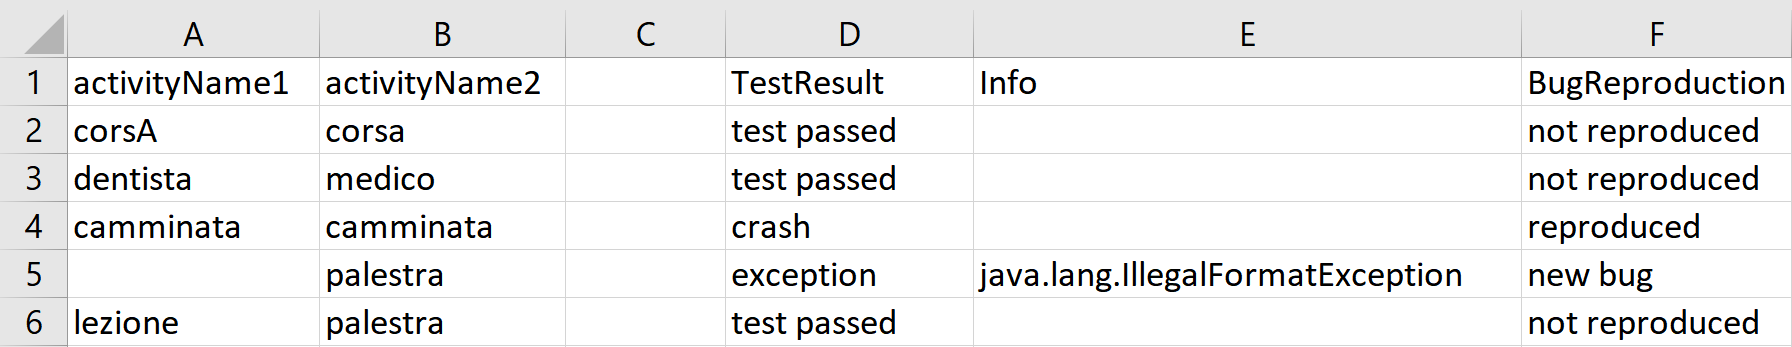 A B C D E F
1 activityName1 activityName2 TestResult Info BugReproduction
2 corsA corsa test passed not reproduced
3 dentista medico test passed not reproduced
4 camminata camminata crash reproduced
5 palestra exception java.lang.IllegalFormatException new bug
6 lezione palestra test passed not reproduced